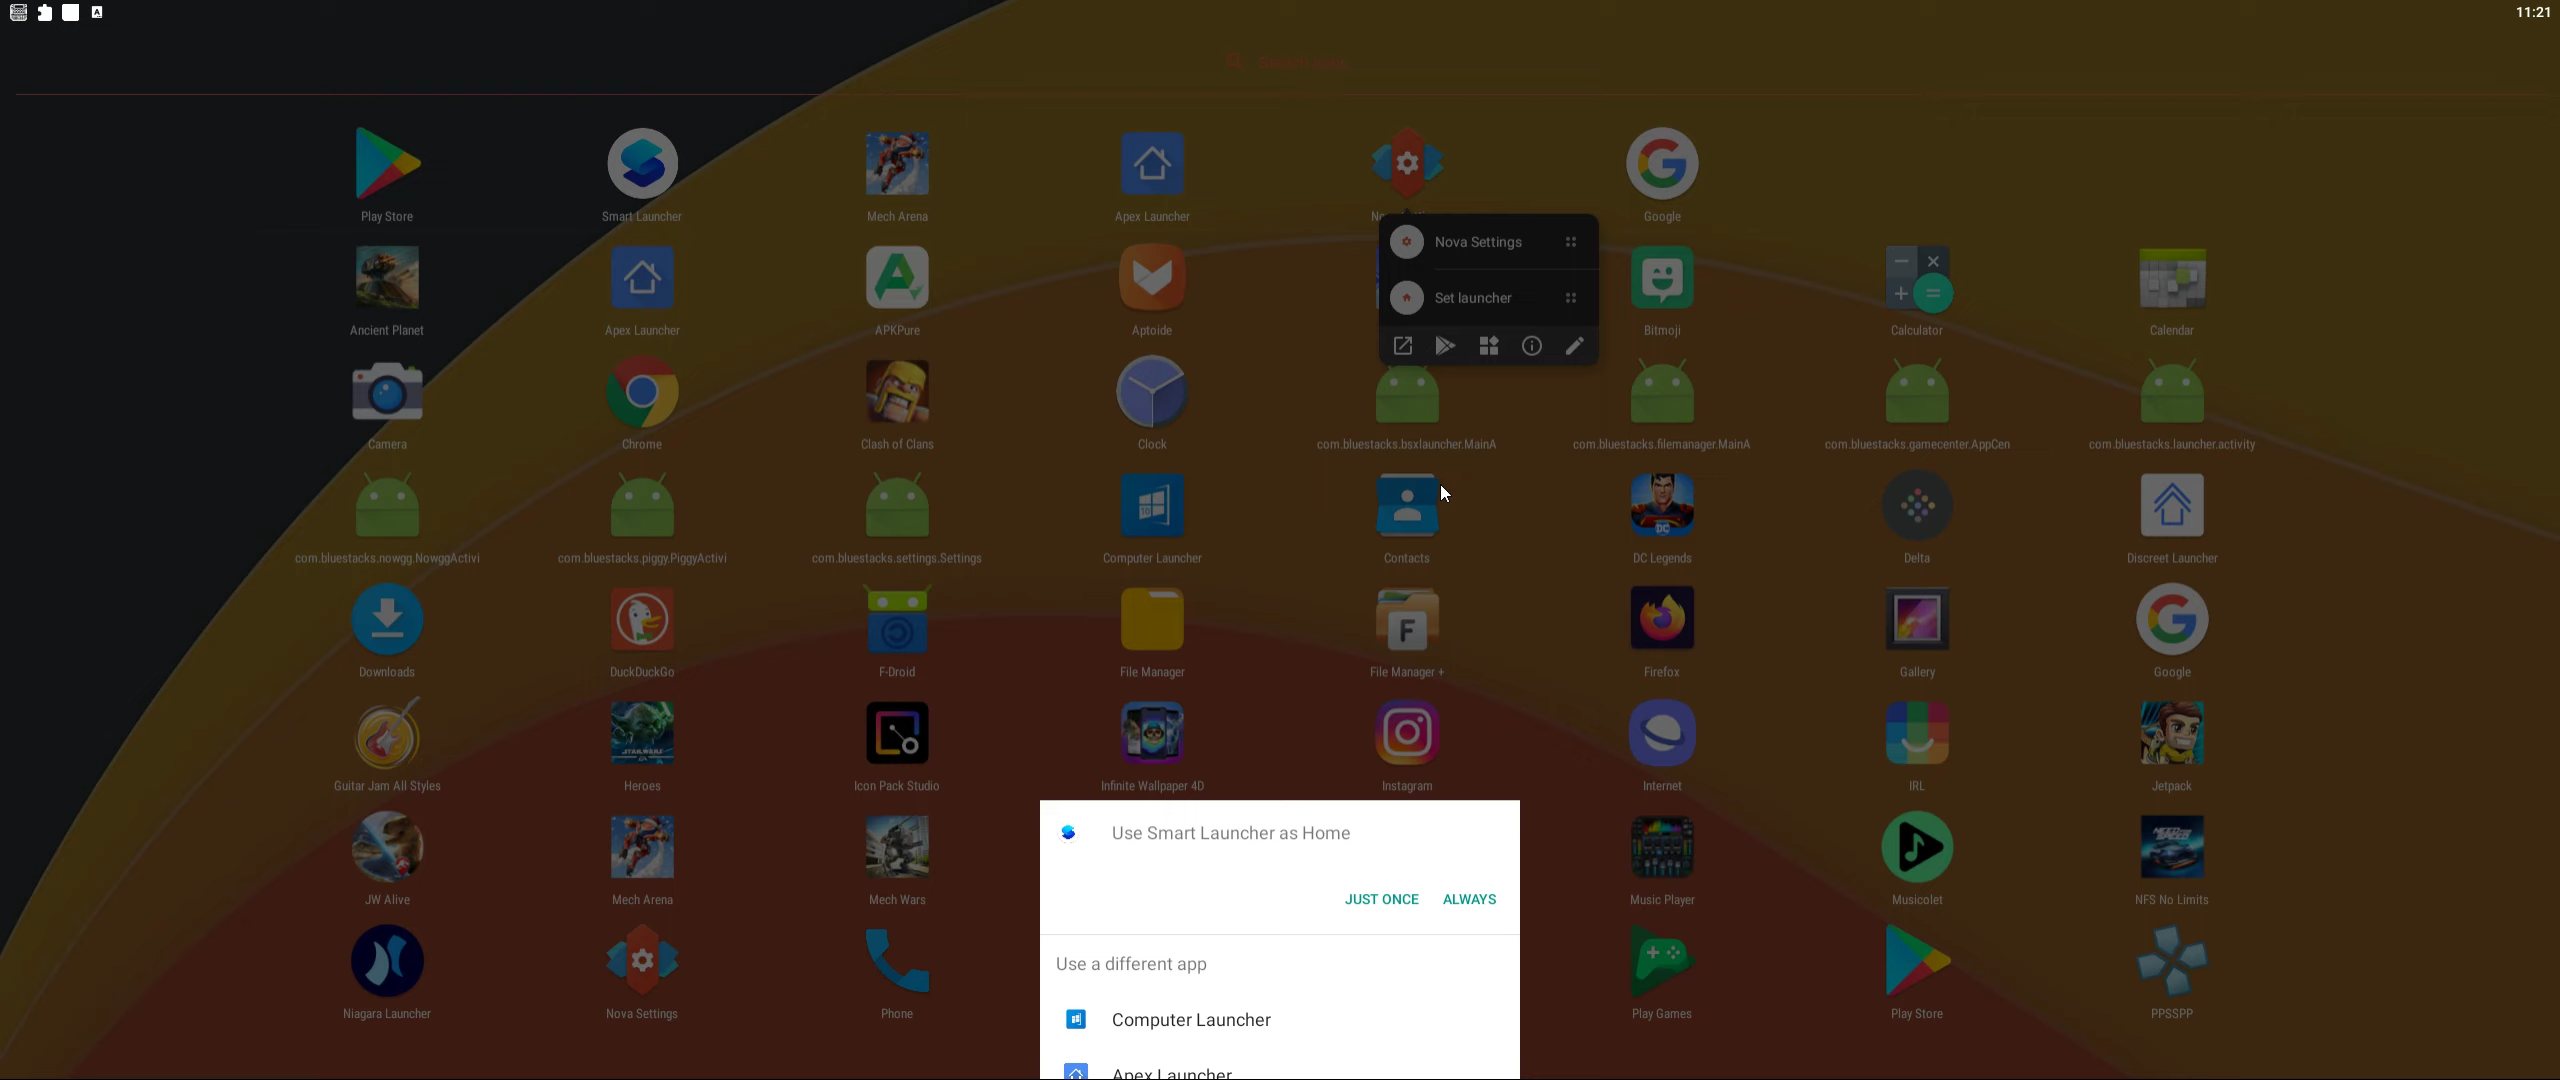 11:21
Play Store
Smart Launcher
Mech Arena
Apex Launcher
Google
Nova Settings
Set launcher
Ancient Planet
Apex Launcher
APKPure
Aptoide
Bitmoji
Calculator
Calendar
Camera
Chrome
Clash of Clans
Clock
com.bluestacks.bsxlauncher.MainA
com.bluestacks.filemanager.MainA
com.bluestacks.gamecenter.AppCen
com.bluestacks.launcher.activity
com.bluestacks.nowgg.NowggActivi
com.bluestacks.piggy.PiggyActivi
com.bluestacks.settings.Settings
Computer Launcher
Contacts
DC Legends
Delta
Discreet Launcher
Downloads
DuckDuckGo
F-Droid
File Manager
File Manager +
Firefox
Gallery
Google
Guitar Jam All Styles
Heroes
Icon Pack Studio
Infinite Wallpaper 4D
Instagram
Internet
IRL
Jetpack
JW Alive
Mech Arena
Mech Wars
Music Player
Musicolet
NFS No Limits
Niagara Launcher
Nova Settings
Phone
Play Games
Play Store
PPSSPP
Use Smart Launcher as Home
JUST ONCE
ALWAYS
Use a different app
Computer Launcher
Apex Launcher